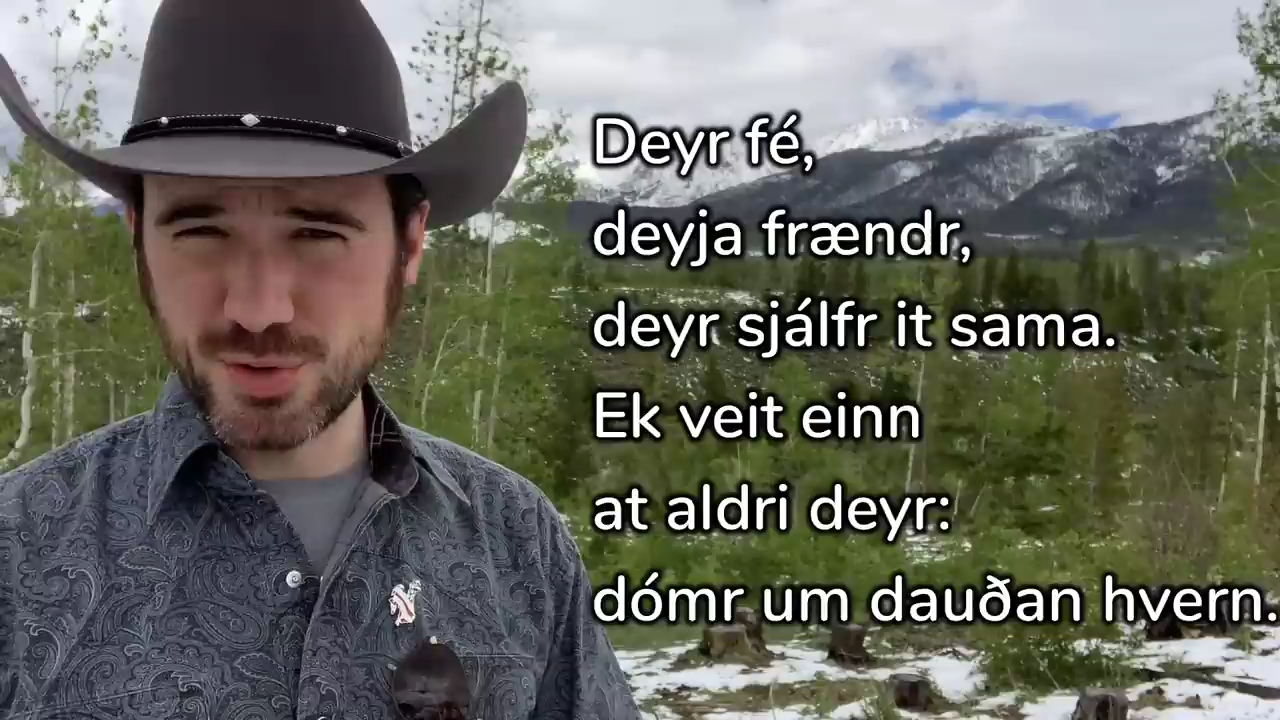 Deyr fé,
deyja frændr,
deyr sjálfr it sama.
Ek veit einn
at aldri deyr:
dómr um dauðan hvern.